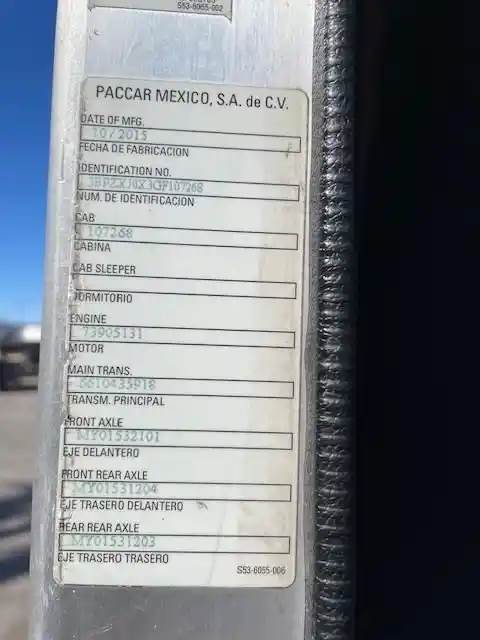 S53-6055-002
PACCAR MEXICO, S.A. de C.V.
DATE OF MFG.
10/2015
FECHA DE FABRICACION
IDENTIFICATION NO.
NUM. DE IDENTIFICACION
CAB
107268
CABINA
CAB SLEEPER
DORMITORIO
ENGINE
73905131
MOTOR
MAIN TRANS.
6610435918
TRANSM. PRINCIPAL
FRONT AXLE
MY01532101
EJE DELANTERO
FRONT REAR AXLE
MY01531204
EJE TRASERO DELANTERO
REAR REAR AXLE
MY01531203
EJE TRASERO TRASERO
S53-6055-006